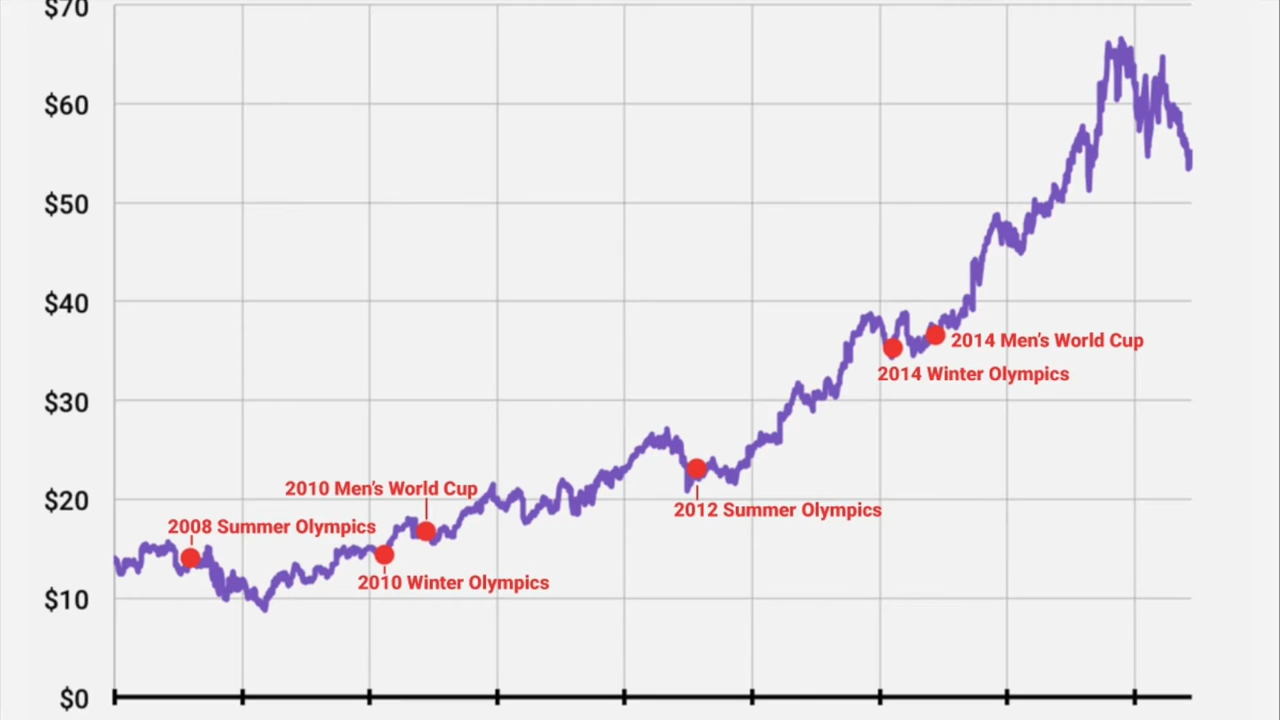 $70
$60
$50
$40
2014 Men's World Cup
2014 Winter Olympics
$30
2010 Men's World Cup
$20
2012 Summer Olympics
2008 Summer Olympics
2010 Winter Olympics
$10
$0